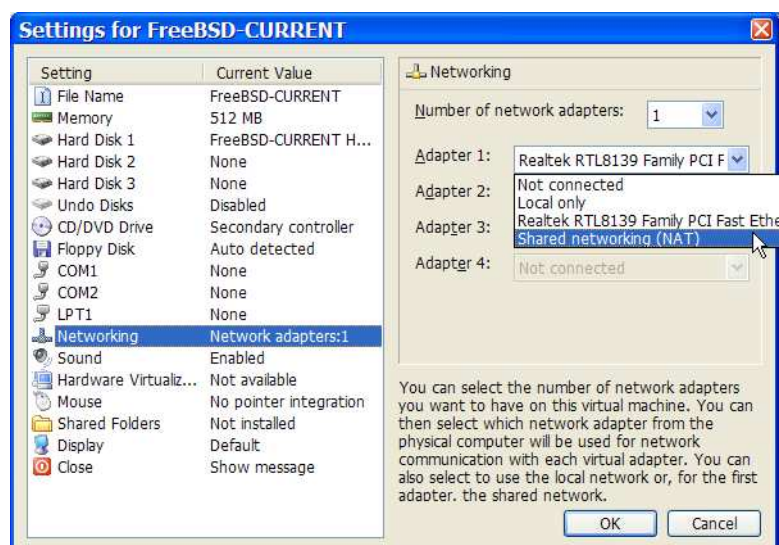 Settings for FreeBSD-CURRENT
Setting Current Value
File Name FreeBSD-CURRENT
Memory 512 MB
Hard Disk 1 FreeBSD-CURRENT H...
Hard Disk 2 None
Hard Disk 3 None
Undo Disks Disabled
CD/DVD Drive Secondary controller
Floppy Disk Auto detected
COM1 None
COM2 None
LPT1 None
Networking Network adapters:1
Sound Enabled
Hardware Virtualiz... Not available
Mouse No pointer integration
Shared Folders Not installed
Display Default
Close Show message
Networking
Number of network adapters: 1
Adapter 1: Realtek RTL8139 Family PCI F
Not connected
Local only
Realtek RTL8139 Family PCI Fast Ethe
Shared networking (NAT)
Adapter 2:
Adapter 3:
Adapter 4: Not connected
You can select the number of network adapters
you want to have on this virtual machine. You can
then select which network adapter from the
physical computer will be used for network
communication with each virtual adapter. You can
also select to use the local network or, for the first
adapter, the shared network.
OK Cancel